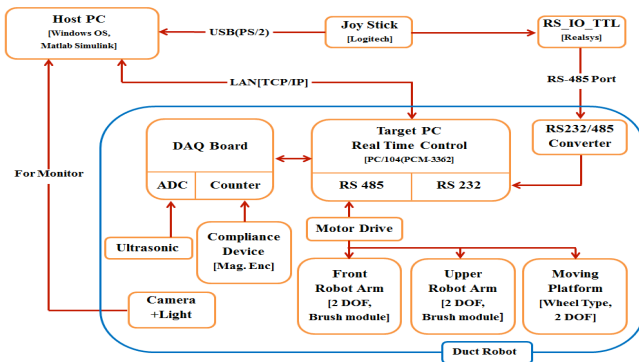 Host PC
[Windows OS,
Matlab Simulink]
USB(PS/2)
Joy Stick
[Logitech]
RS_IO_TTL
[Realsys]
LAN[TCP/IP]
RS-485 Port
DAQ Board
ADC
Counter
Target PC
Real Time Control
[PC/104(PCM-3362]
RS 485
RS 232
RS232/485
Converter
For Monitor
Ultrasonic
Compliance
Device
[Mag. Enc]
Motor Drive
Camera
+Light
Front
Robot Arm
[2 DOF,
Brush module]
Upper
Robot Arm
[2 DOF,
Brush module]
Moving
Platform
[Wheel Type,
2 DOF]
Duct Robot